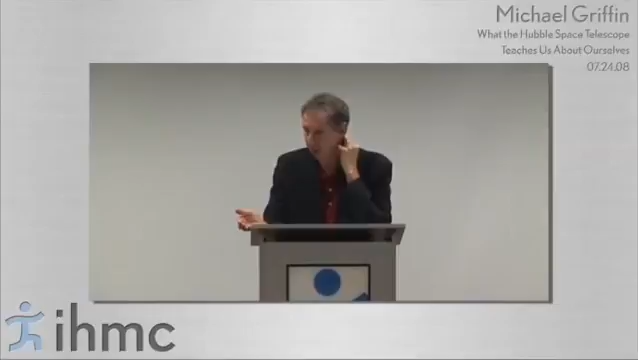 Michael Griffin
What the Hubble Space Telescope
Teaches Us About Ourselves
07.24.08
ihmc